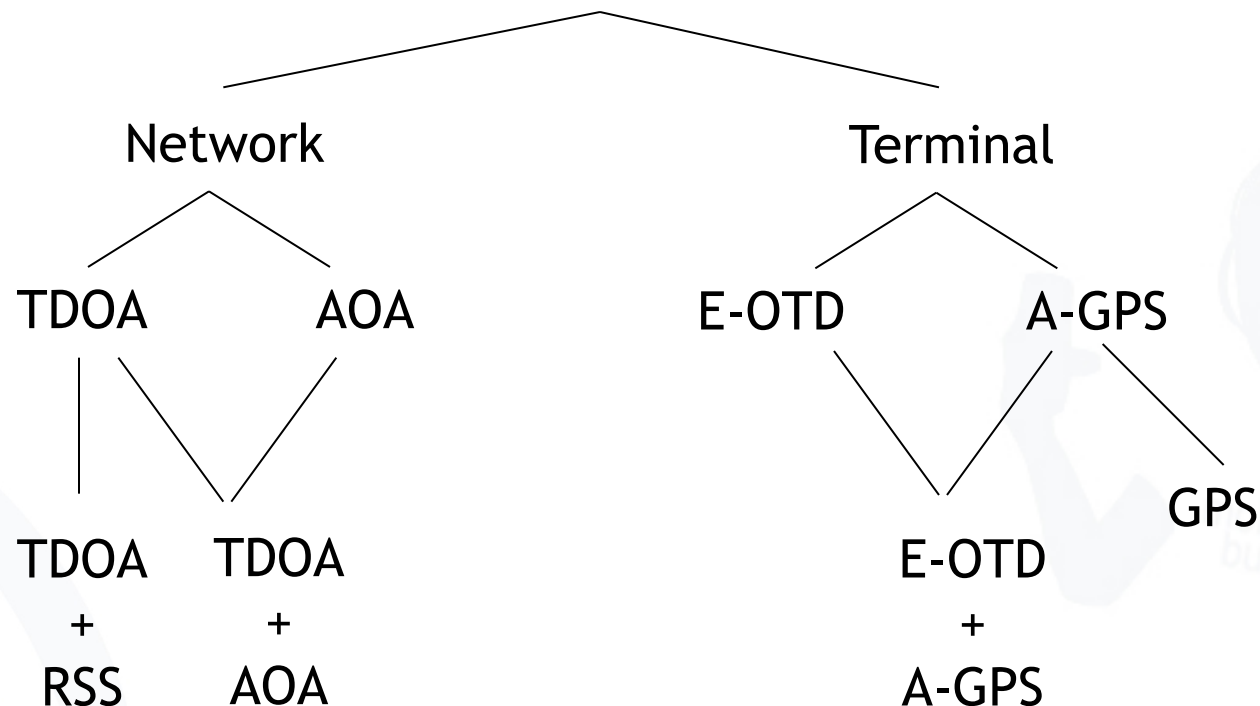 Network Terminal
TDOA AOA E-OTD A-GPS
GPS
TDOA TDOA E-OTD
+ + +
RSS AOA A-GPS